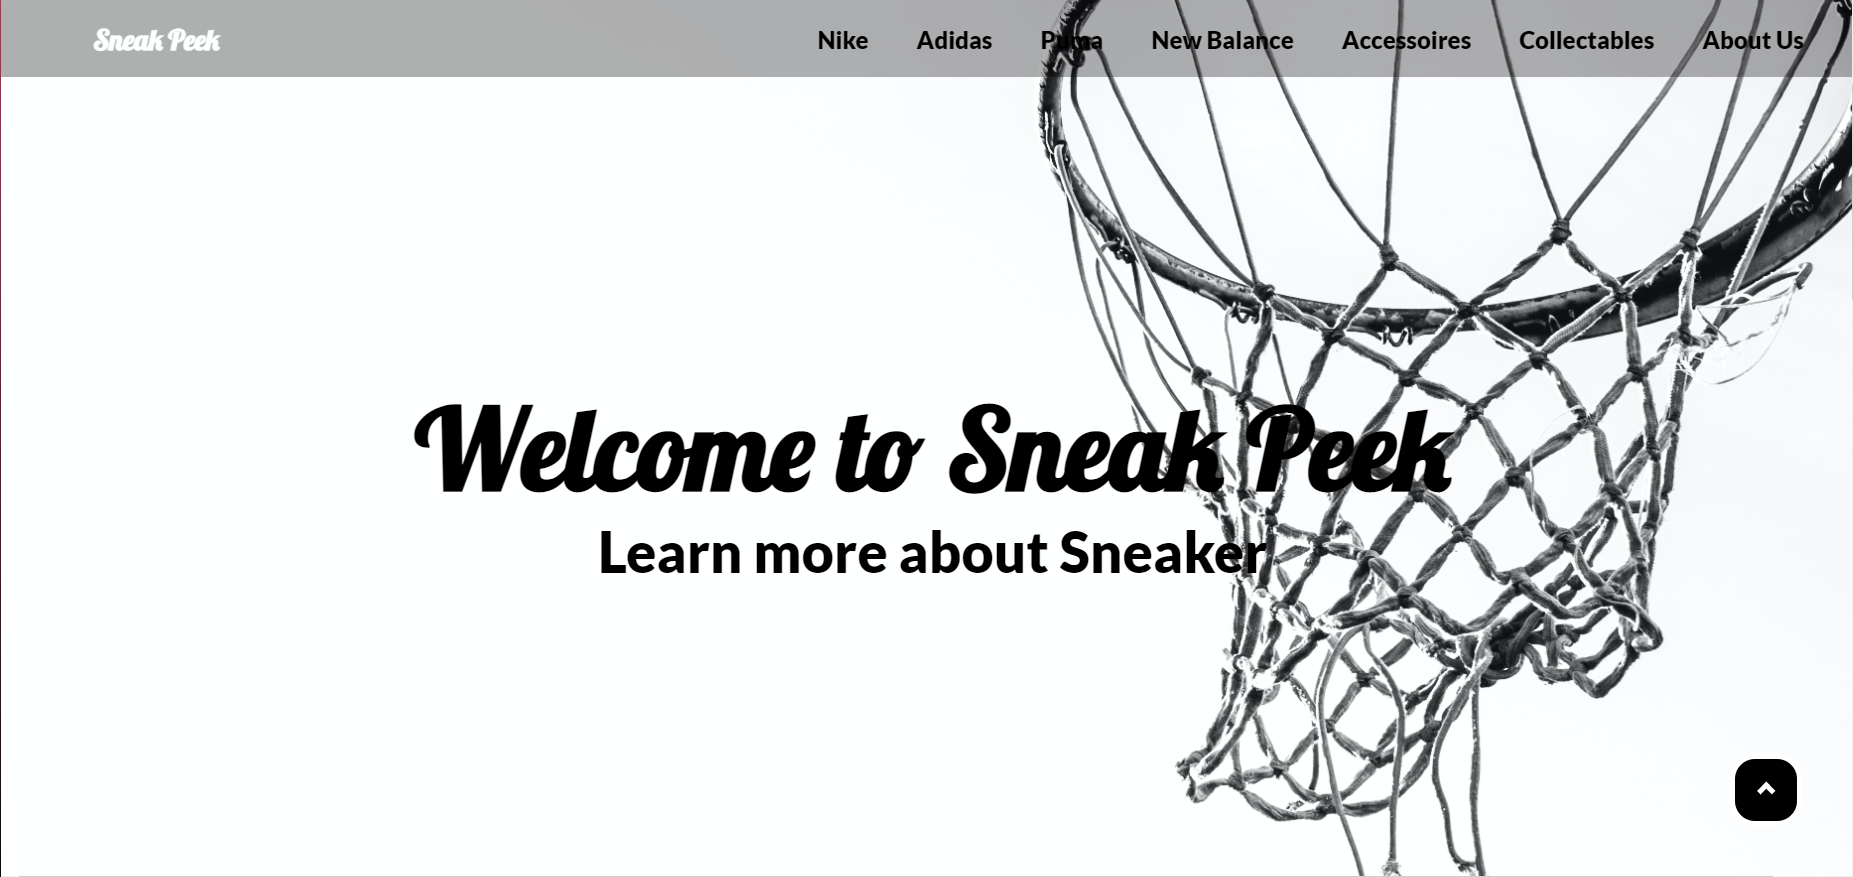 Sneak Peek Nike Adidas Puma New Balance Accessoires Collectables About Us
Welcome to Sneak Peek
Learn more about Sneaker